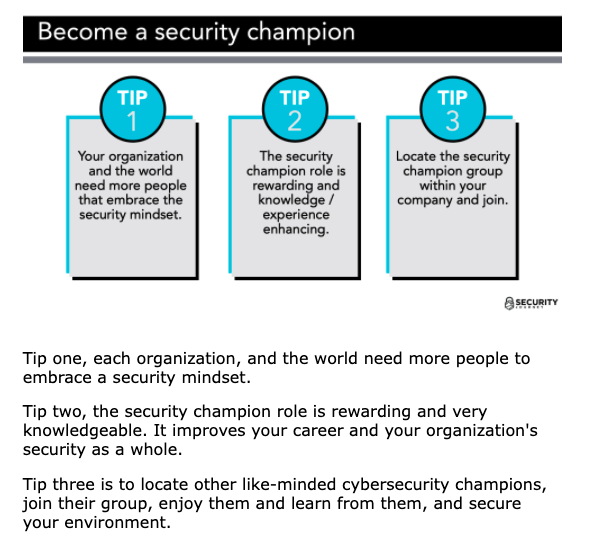 Become a security champion
TIP
1
Your organization
and the world
need more people
that embrace the
security mindset.
TIP
2
The security
champion role is
rewarding and
knowledge /
experience
enhancing.
TIP
3
Locate the security
champion group
within your
company and join.
SECURITY
JOURNEY
Tip one, each organization, and the world need more people to
embrace a security mindset.
Tip two, the security champion role is rewarding and very
knowledgeable. It improves your career and your organization's
security as a whole.
Tip three is to locate other like-minded cybersecurity champions,
join their group, enjoy them and learn from them, and secure
your environment.